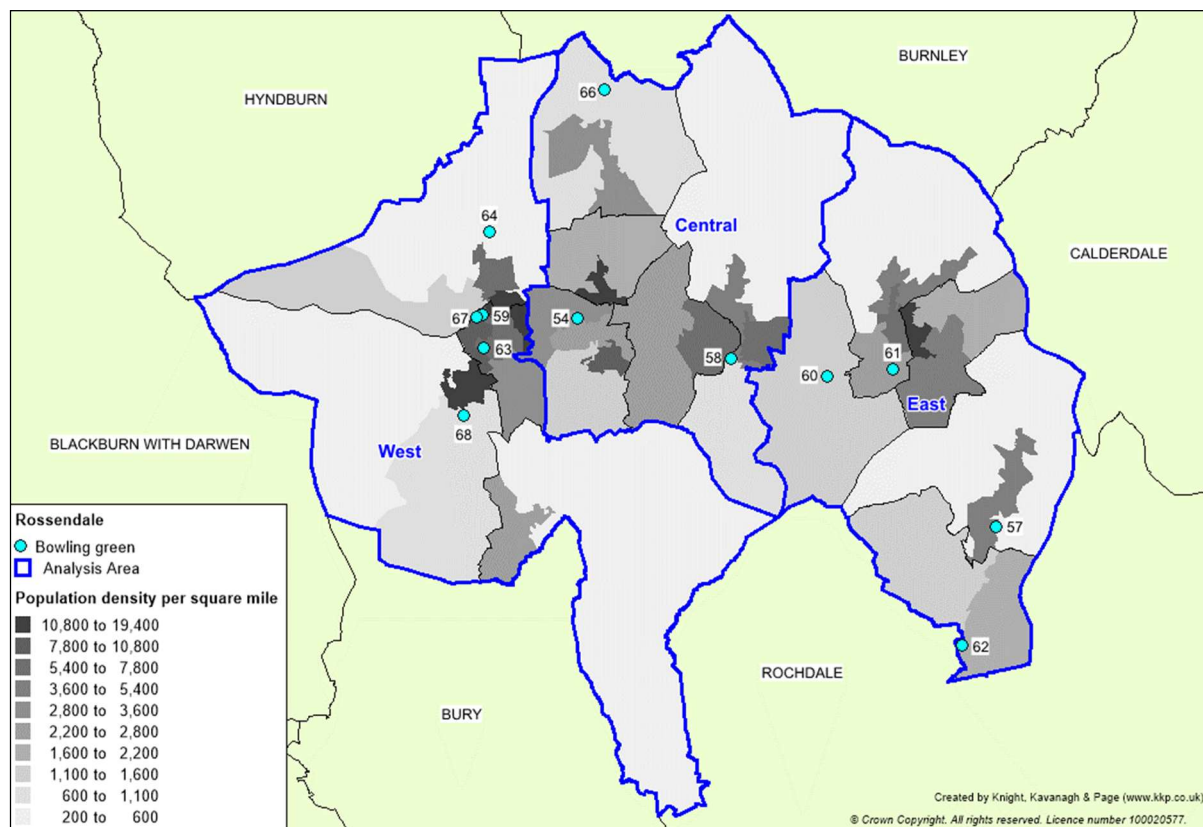 BURNLEY
HYNDBURN
66
64
Central
CALDERDALE
67
59
54
63
58
60
61
East
68
West
BLACKBURN WITH DARWEN
57
62
ROCHDALE
BURY
Rossendale
Bowling green
Analysis Area
Population density per square mile
10,800 to 19,400
7,800 to 10,800
5,400 to 7,800
3,600 to 5,400
2,800 to 3,600
2,200 to 2,800
1,600 to 2,200
1,100 to 1,600
600 to 1,100
200 to 600
Created by Knight, Kavanagh & Page (www.kkp.co.uk)
© Crown Copyright. All rights reserved. Licence number 100020577.